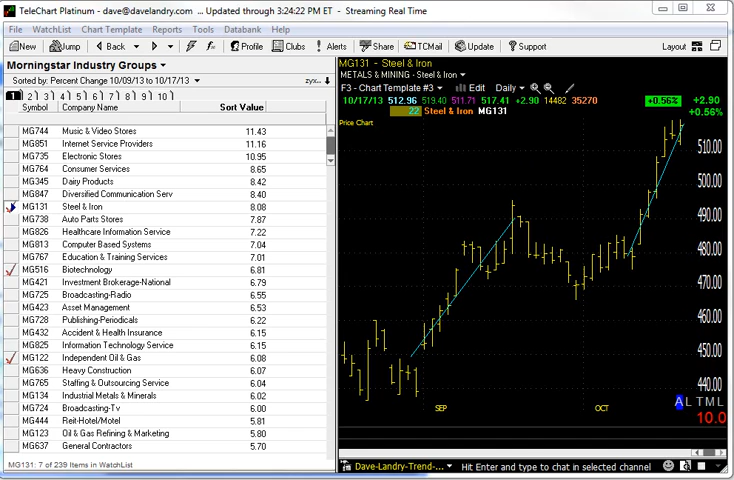 TeleChart Platinum - dave@davelandry.com ... Updated through 3:24:22 PM ET - Streaming Real Time
File WatchList Chart Template Reports Tools Databank Help
New Jump Back Profile Clubs Alerts Share TCMail Update Support Layout
Morningstar Industry Groups
Sorted by: Percent Change 10/09/13 to 10/17/13 zyx..
1 2 3 4 5 6 7 8 9 10
Symbol Company Name Sort Value
MG744 Music & Video Stores 11.43
MG851 Internet Service Providers 11.16
MG735 Electronic Stores 10.95
MG764 Consumer Services 8.65
MG345 Dairy Products 8.42
MG847 Diversified Communication Serv 8.40
MG131 Steel & Iron 8.08
MG738 Auto Parts Stores 7.87
MG826 Healthcare Information Service 7.22
MG813 Computer Based Systems 7.04
MG767 Education & Training Services 7.01
MG516 Biotechnology 6.81
MG421 Investment Brokerage-National 6.79
MG725 Broadcasting-Radio 6.55
MG423 Asset Management 6.53
MG728 Publishing-Periodicals 6.22
MG432 Accident & Health Insurance 6.15
MG825 Information Technology Service 6.15
MG122 Independent Oil & Gas 6.08
MG636 Heavy Construction 6.07
MG765 Staffing & Outsourcing Service 6.04
MG134 Industrial Metals & Minerals 6.02
MG724 Broadcasting-Tv 6.00
MG444 Reit-Hotel/Motel 5.81
MG123 Oil & Gas Refining & Marketing 5.80
MG637 General Contractors 5.70
MG131: 7 of 239 Items in WatchList
MG131 - Steel & Iron
METALS & MINING - Steel & Iron
F3 - Chart Template #3 Edit Daily
10/17/13 512.96 519.40 511.71 517.41 +2.90 14482 35270 +0.56% +2.90
22 Steel & Iron MG131 +0.56%
Price Chart
510.00
500.00
490.00
480.00
470.00
460.00
450.00
440.00
A L T M L
SEP OCT
10.0
Dave-Landry-Trend-... Hit Enter and type to chat in selected channel